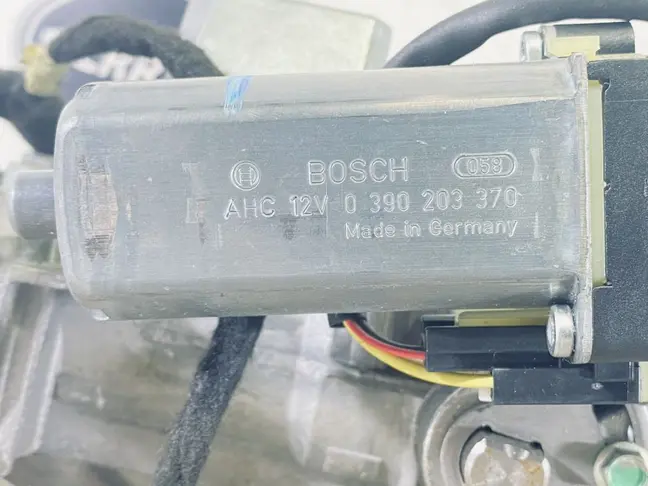 BOSCH 058
AHC 12V 0 390 203 370
Made in Germany